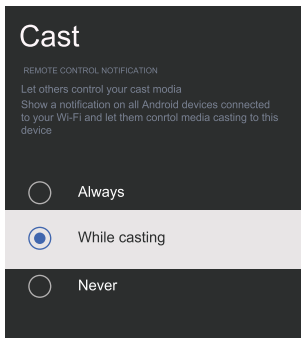 Cast
REMOTE CONTROL NOTIFICATION
Let others control your cast modia
Show a notification on all Android devices connected
to your Wi-Fi and let them conrtol media casting to this
device
Always
While casting
Never